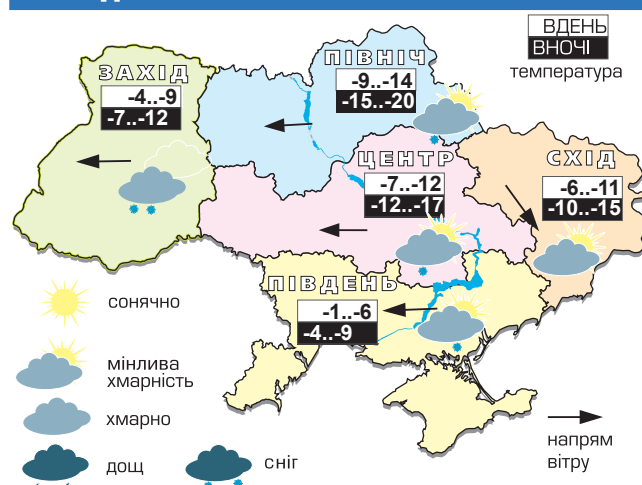 ВДЕНЬ
ВНОЧІ
температура
ЗАХІД
-4..-9
-7..-12
ПІВНІЧ
-9..-14
-15..-20
ЦЕНТР
-7..-12
-12..-17
СХІД
-6..-11
-10..-15
ПІВДЕНЬ
-1..-6
-4..-9
сонячно
мінлива
хмарність
хмарно
дощ
сніг
напрям
вітру